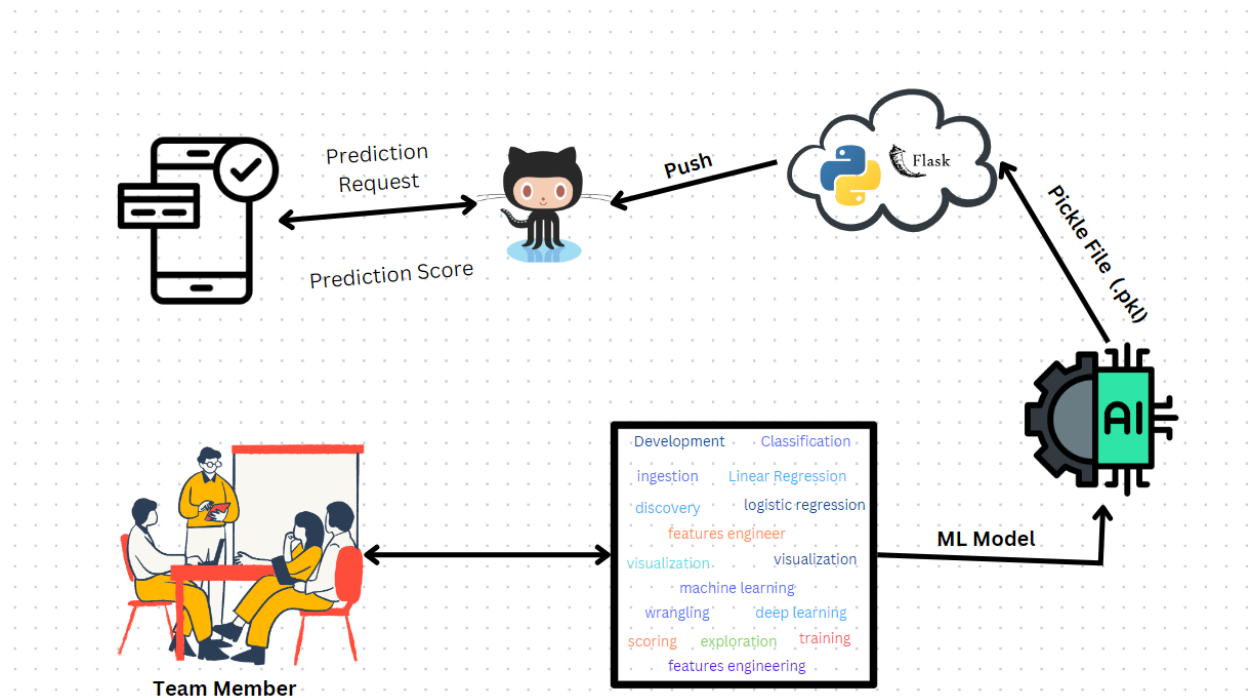 Prediction
Request
Prediction Score
Push
Flask
Pickle File (.pkl)
AI
Development Classification
ingestion Linear Regression
discovery logistic regression
features engineer
visualization visualization
machine learning
wrangling deep learning
scoring exploration training
features engineering
ML Model
Team Member